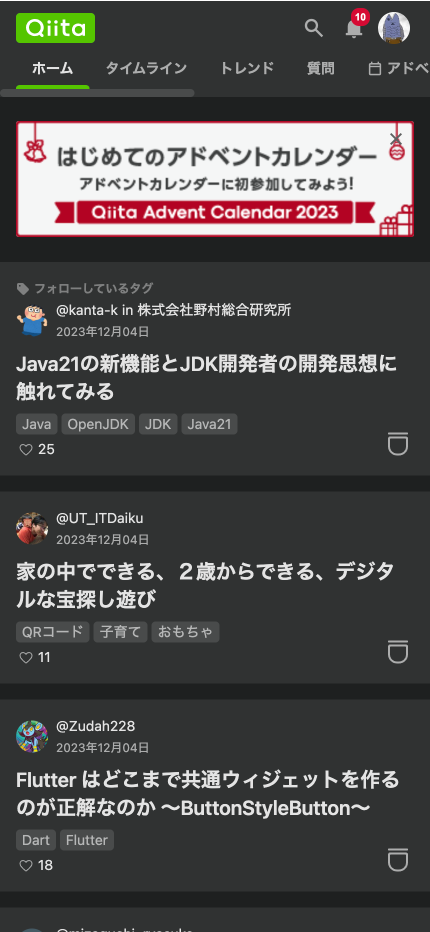 Qiita
10
ホーム タイムライン トレンド 質問 アドベ
はじめてのアドベントカレンダー
アドベントカレンダーに初参加してみよう!
Qiita Advent Calendar 2023
フォローしているタグ
@kanta-k in 株式会社野村総合研究所
2023年12月04日
Java21の新機能とJDK開発者の開発思想に
触れてみる
Java OpenJDK JDK Java21
25
@UT_ITDaiku
2023年12月04日
家の中でできる、２歳からできる、デジタ
ルな宝探し遊び
QRコード 子育て おもちゃ
11
@Zudah228
2023年12月04日
Flutter はどこまで共通ウィジェットを作る
のが正解なのか 〜ButtonStyleButton〜
Dart Flutter
18